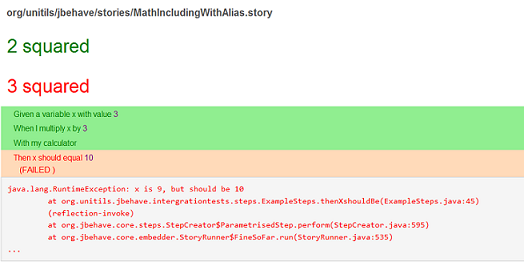 org/unitils/jbehave/stories/MathIncludingWithAlias.story
2 squared
3 squared
Given a variable x with value 3
When I multiply x by 3
With my calculator
Then x should equal 10
(FAILED )
java.lang.RuntimeException: x is 9, but should be 10
at org.unitils.jbehave.intergrationtests.steps.ExampleSteps.thenXshouldBe(ExampleSteps.java:45)
(reflection-invoke)
at org.jbehave.core.steps.StepCreator$ParametrisedStep.perform(StepCreator.java:595)
at org.jbehave.core.embedder.StoryRunner$FineSoFar.run(StoryRunner.java:535)
...